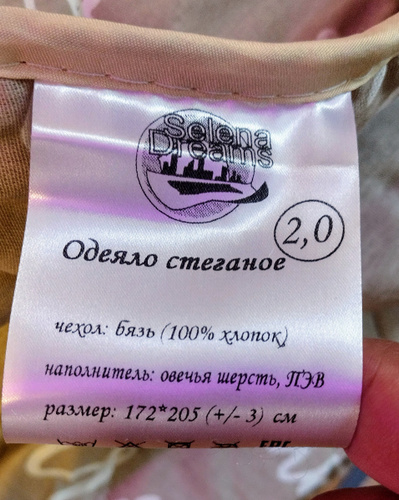 Selena
Dreams
2,0
Одеяло стеганое
чехол: бязь (100% хлопок)
наполнитель: овечья шерсть, ПЭВ
размер: 172*205 (+/- 3) см